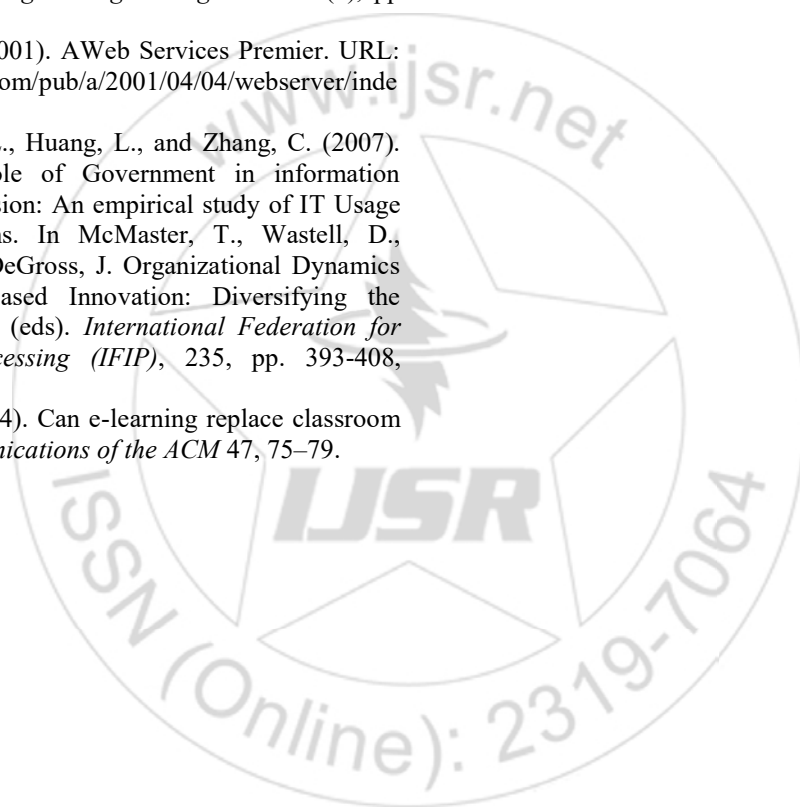 001). AWeb Services Premier. URL:
om/pub/a/2001/04/04/webserver/inde
Huang, L., and Zhang, C. (2007).
le of Government in information
sion: An empirical study of IT Usage
s. In McMaster, T., Wastell, D.,
DeGross, J. Organizational Dynamics
ased Innovation: Diversifying the
(eds). International Federation for
cessing (IFIP), 235, pp. 393-408,
4). Can e-learning replace classroom
nications of the ACM 47, 75–79.
www.ijsr.net
IJSR
ISSN (Online): 2319-7064